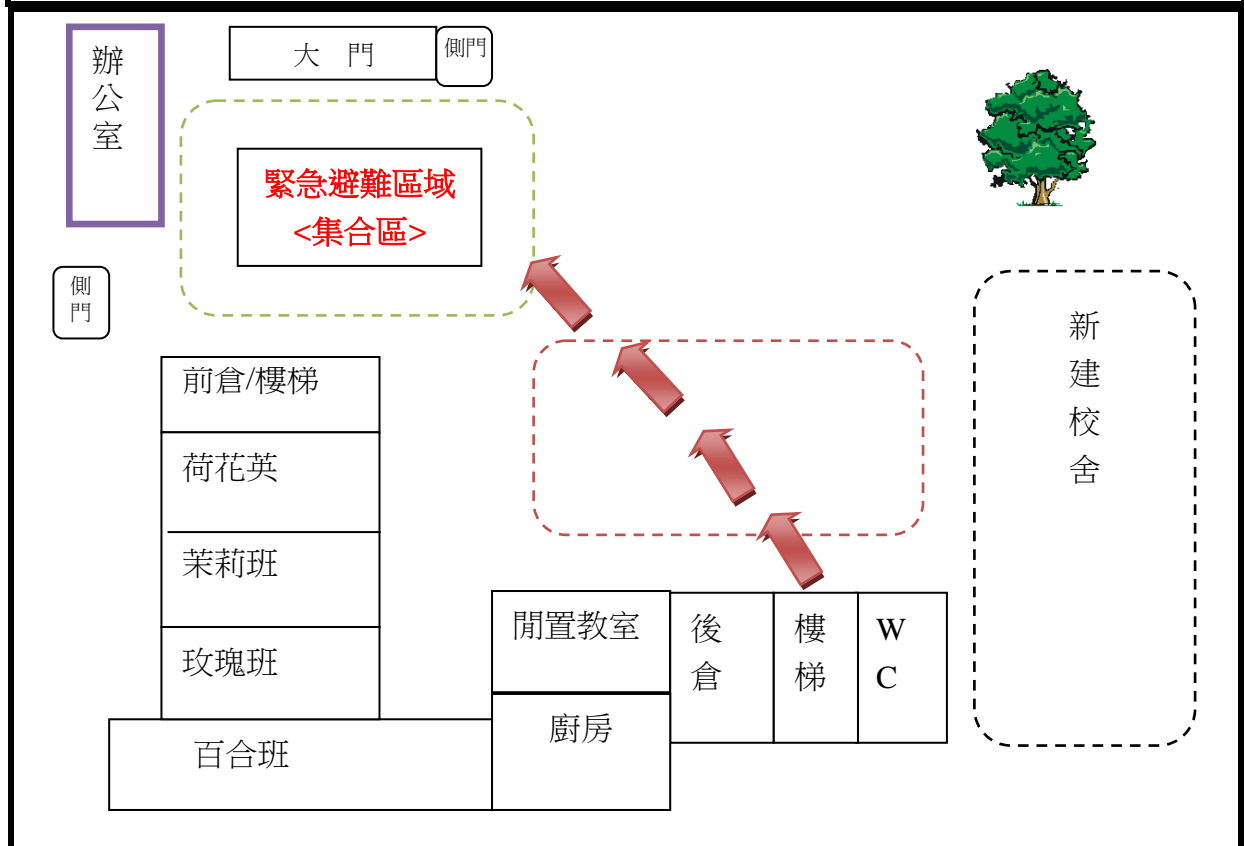 辦
公
室
大　門
側門
緊急避難區域
<集合區>
側
門
新
建
校
舍
前倉/樓梯
荷花英
茉莉班
玫瑰班
百合班
閒置教室
廚房
後
倉
樓
梯
W
C